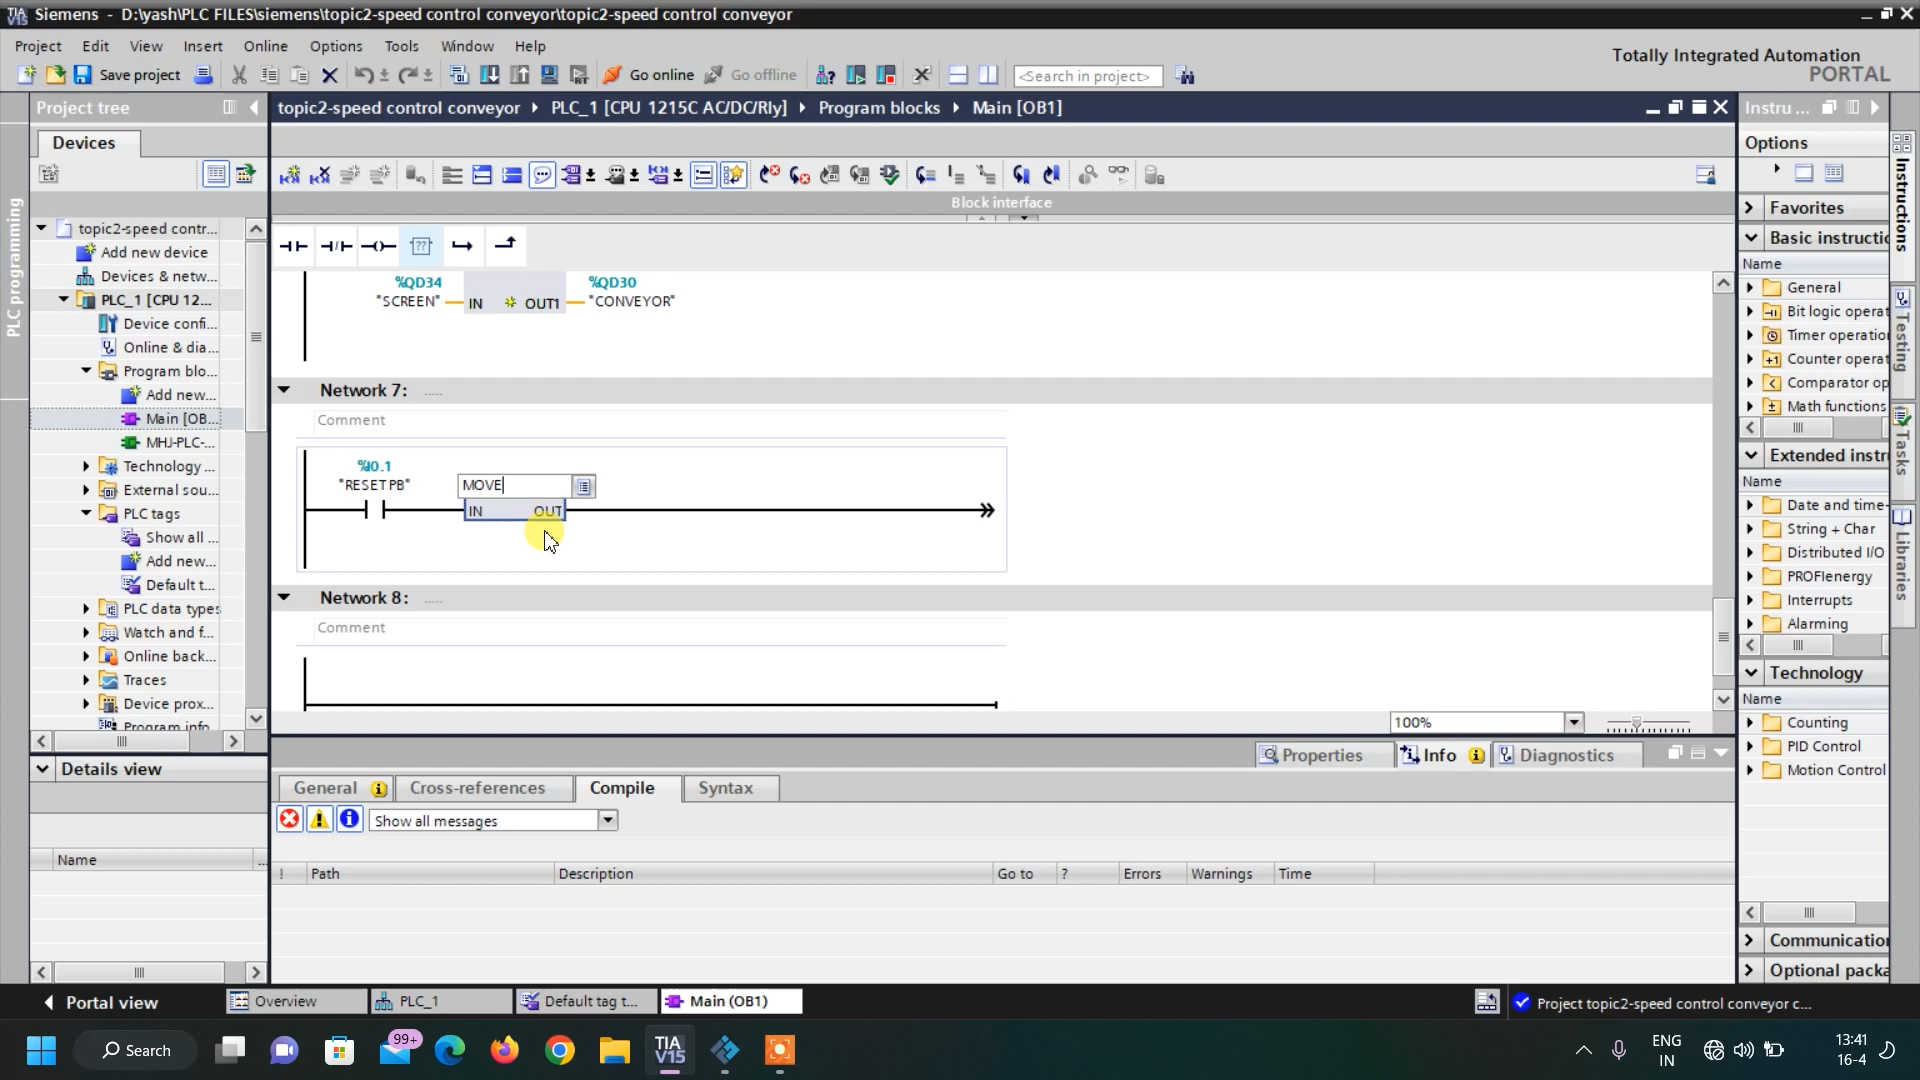 TIA V15 Siemens - D:\yash\PLC FILES\siemens\topic2-speed control conveyor\topic2-speed control conveyor
Project Edit View Insert Online Options Tools Window Help
Totally Integrated Automation
PORTAL
Save project Go online Go offline <Search in project>
Project tree
topic2-speed control conveyor PLC_1 [CPU 1215C AC/DC/Rly] Program blocks Main [OB1]
Instru ...
Devices
Options
PLC programming
Block interface
Instructions
Testing
Tasks
Libraries
topic2-speed contr...
Add new device
Devices & netw...
PLC_1 [CPU 12...
Device confi...
Online & dia...
Program blo...
Add new...
Main [OB...
MHJ-PLC-...
Technology ...
External sou...
PLC tags
Show all ...
Add new...
Default t...
PLC data types
Watch and f...
Online back...
Traces
Device prox...
Program info
??
%QD34
"SCREEN"
IN OUT1
%QD30
"CONVEYOR"
Network 7: .....
Comment
%I0.1
"RESET PB"
MOVE
IN OUT
Network 8: .....
Comment
100%
Favorites
Basic instructic
Name
General
Bit logic operat
Timer operatio
Counter operat
Comparator op
Math functions
Extended instr
Name
Date and time-
String + Char
Distributed I/O
PROFIenergy
Interrupts
Alarming
Technology
Name
Counting
PID Control
Motion Control
Communication
Optional packa
Details view
Name ...
Properties Info Diagnostics
General Cross-references Compile Syntax
Show all messages
! Path Description Go to ? Errors Warnings Time
Portal view Overview PLC_1 Default tag t... Main (OB1) Project topic2-speed control conveyor c...
Search 99+ TIA V15 ENG IN 13:41 16-4